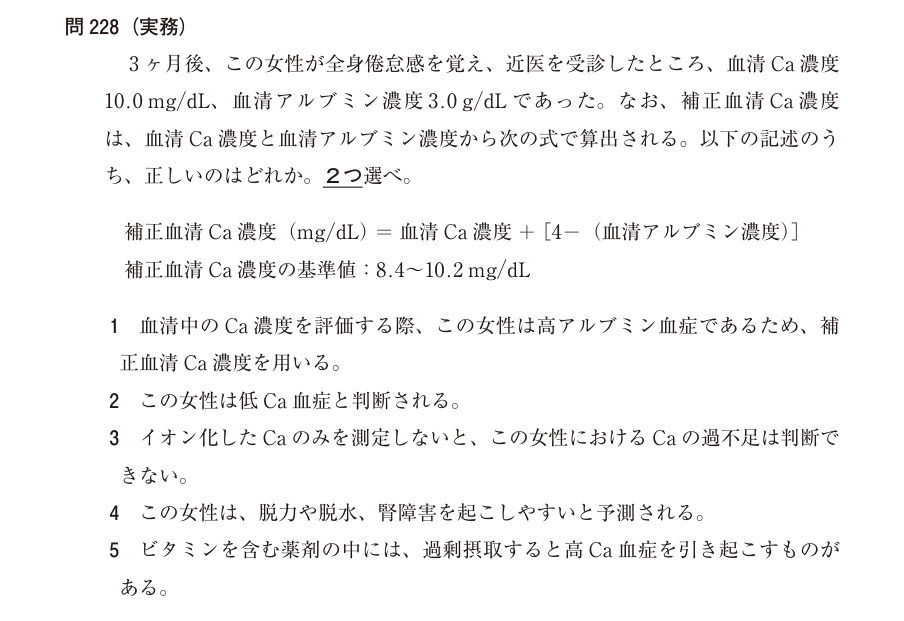 問 228（実務）
3ヶ月後、この女性が全身倦怠感を覚え、近医を受診したところ、血清 Ca 濃度
10.0 mg/dL、血清アルブミン濃度 3.0 g/dL であった。なお、補正血清 Ca 濃度
は、血清 Ca 濃度と血清アルブミン濃度から次の式で算出される。以下の記述のう
ち、正しいのはどれか。2つ選べ。
補正血清 Ca 濃度（mg/dL）＝ 血清 Ca 濃度 ＋［4－（血清アルブミン濃度）］
補正血清 Ca 濃度の基準値：8.4～10.2 mg/dL
1 血清中の Ca 濃度を評価する際、この女性は高アルブミン血症であるため、補
正血清 Ca 濃度を用いる。
2 この女性は低 Ca 血症と判断される。
3 イオン化した Ca のみを測定しないと、この女性における Ca の過不足は判断で
きない。
4 この女性は、脱力や脱水、腎障害を起こしやすいと予測される。
5 ビタミンを含む薬剤の中には、過剰摂取すると高 Ca 血症を引き起こすものが
ある。